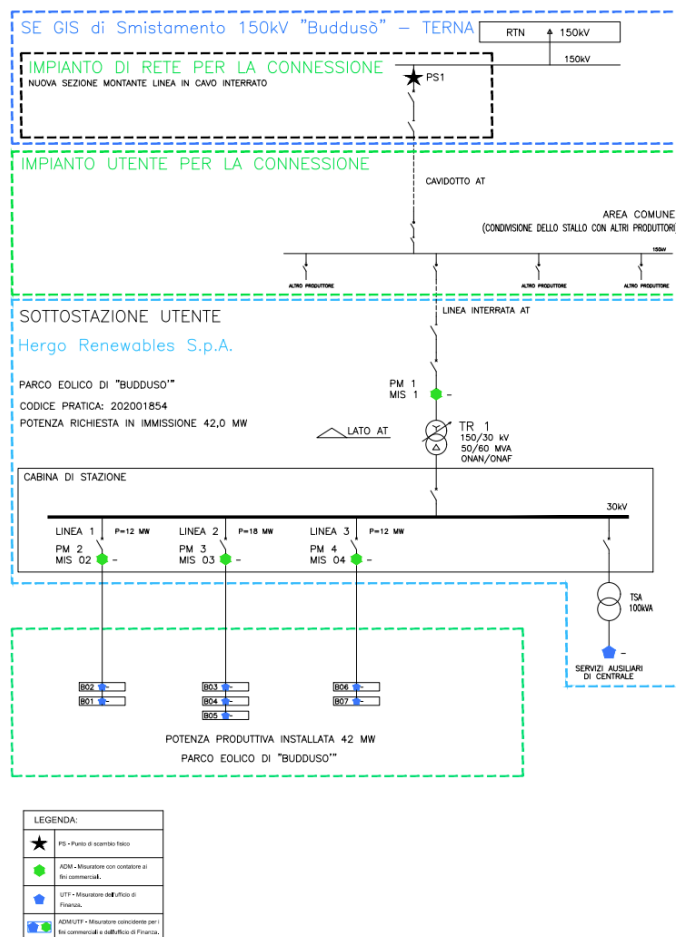 SE GIS di Smistamento 150kV "Buddusò" – TERNA
RTN 150kV
150kV
IMPIANTO DI RETE PER LA CONNESSIONE
NUOVA SEZIONE MONTANTE LINEA IN CAVO INTERRATO
PS1
IMPIANTO UTENTE PER LA CONNESSIONE
CAVIDOTTO AT
AREA COMUNE
(CONDIVISIONE DELLO STALLO CON ALTRI PRODUTTORI
150kV
ALTRO PRODUTTORE
ALTRO PRODUTTORE
ALTRO PRODUTTORE
LINEA INTERRATA AT
SOTTOSTAZIONE UTENTE
Hergo Renewables S.p.A.
PARCO EOLICO DI "BUDDUSO'"
CODICE PRATICA: 202001854
POTENZA RICHIESTA IN IMMISSIONE 42,0 MW
PM 1
MIS 1 –
LATO AT
TR 1
150/30 kV
50/60 MVA
ONAN/ONAF
CABINA DI STAZIONE
30kV
LINEA 1 P=12 MW
PM 2
MIS 02 –
LINEA 2 P=18 MW
PM 3
MIS 03 –
LINEA 3 P=12 MW
PM 4
MIS 04 –
TSA
100kVA
–
SERVIZI AUSILIARI
DI CENTRALE
B02 –
B01 –
B03 –
B04 –
B05 –
B06 –
B07 –
POTENZA PRODUTTIVA INSTALLATA 42 MW
PARCO EOLICO DI "BUDDUSO'"
LEGENDA:
PS - Punto di scambio fisico
ADM - Misuratore con contatore ai
fini commerciali.
UTF - Misuratore dell'ufficio di
Finanza.
ADM/UTF - Misuratore coincidente per i
fini commerciali e dell'ufficio di Finanza.